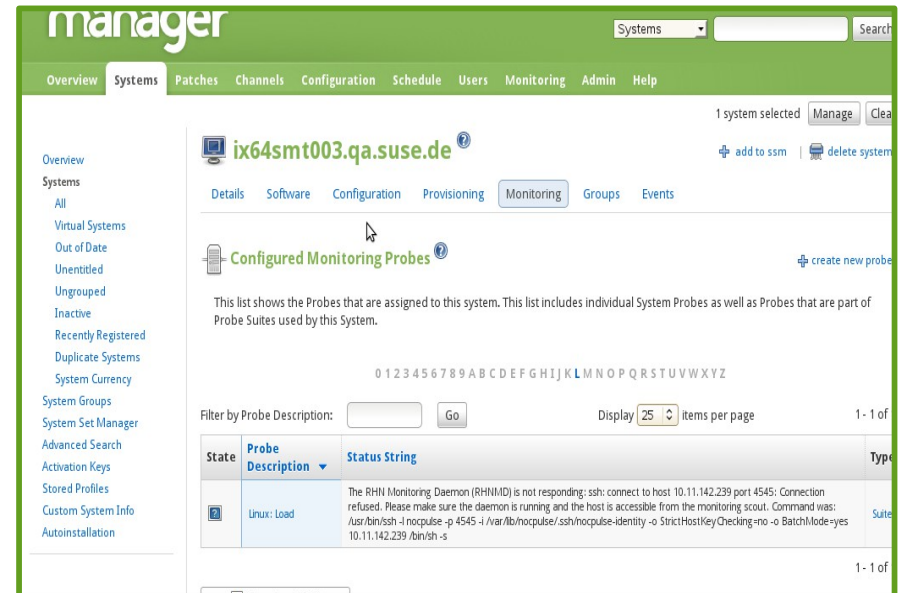 manager
Systems
Search
Overview Systems Patches Channels Configuration Schedule Users Monitoring Admin Help
1 system selected Manage Clea
ix64smt003.qa.suse.de
add to ssm | delete system
Overview
Systems
All
Virtual Systems
Out of Date
Unentitled
Ungrouped
Inactive
Recently Registered
Duplicate Systems
System Currency
System Groups
System Set Manager
Advanced Search
Activation Keys
Stored Profiles
Custom System Info
Autoinstallation
Details Software Configuration Provisioning Monitoring Groups Events
Configured Monitoring Probes
create new probe
This list shows the Probes that are assigned to this system. This list includes individual System Probes as well as Probes that are part of
Probe Suites used by this System.
0 1 2 3 4 5 6 7 8 9 A B C D E F G H I J K L M N O P Q R S T U V W X Y Z
Filter by Probe Description: Go Display 25 items per page 1 - 1 of
State Probe Description Status String Type
Linux: Load
The RHN Monitoring Daemon (RHNMD) is not responding: ssh: connect to host 10.11.142.239 port 4545: Connection
refused. Please make sure the daemon is running and the host is accessible from the monitoring scout. Command was:
/usr/bin/ssh -l nocpulse -p 4545 -i /var/lib/nocpulse/.ssh/nocpulse-identity -o StrictHostKeyChecking=no -o BatchMode=yes
10.11.142.239 /bin/sh -s
Suite
1 - 1 of